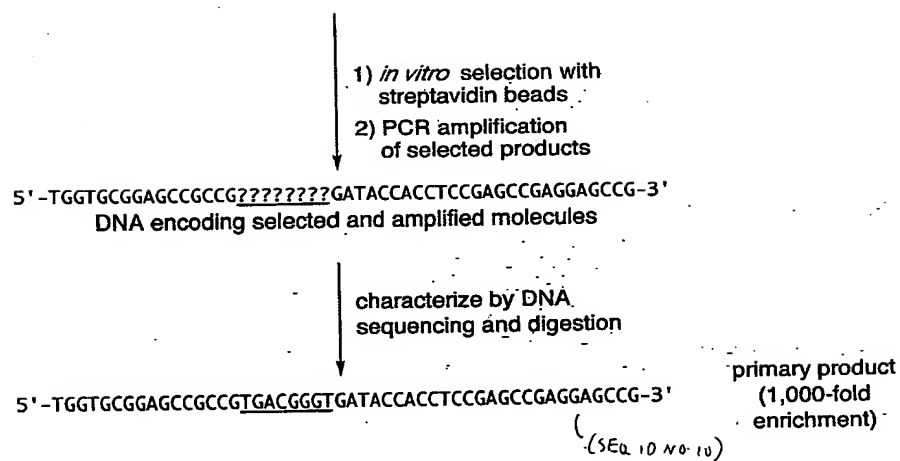 1) in vitro selection with
streptavidin beads
2) PCR amplification
of selected products
5'-TGGTGCGGAGCCGCCG????????GATACCACCTCCGAGCCGAGGAGCCG-3'
DNA encoding selected and amplified molecules
characterize by DNA
sequencing and digestion
5'-TGGTGCGGAGCCGCCGTGACGGGTGATACCACCTCCGAGCCGAGGAGCCG-3'
primary product
(1,000-fold
enrichment)
(SEQ ID NO. 10)